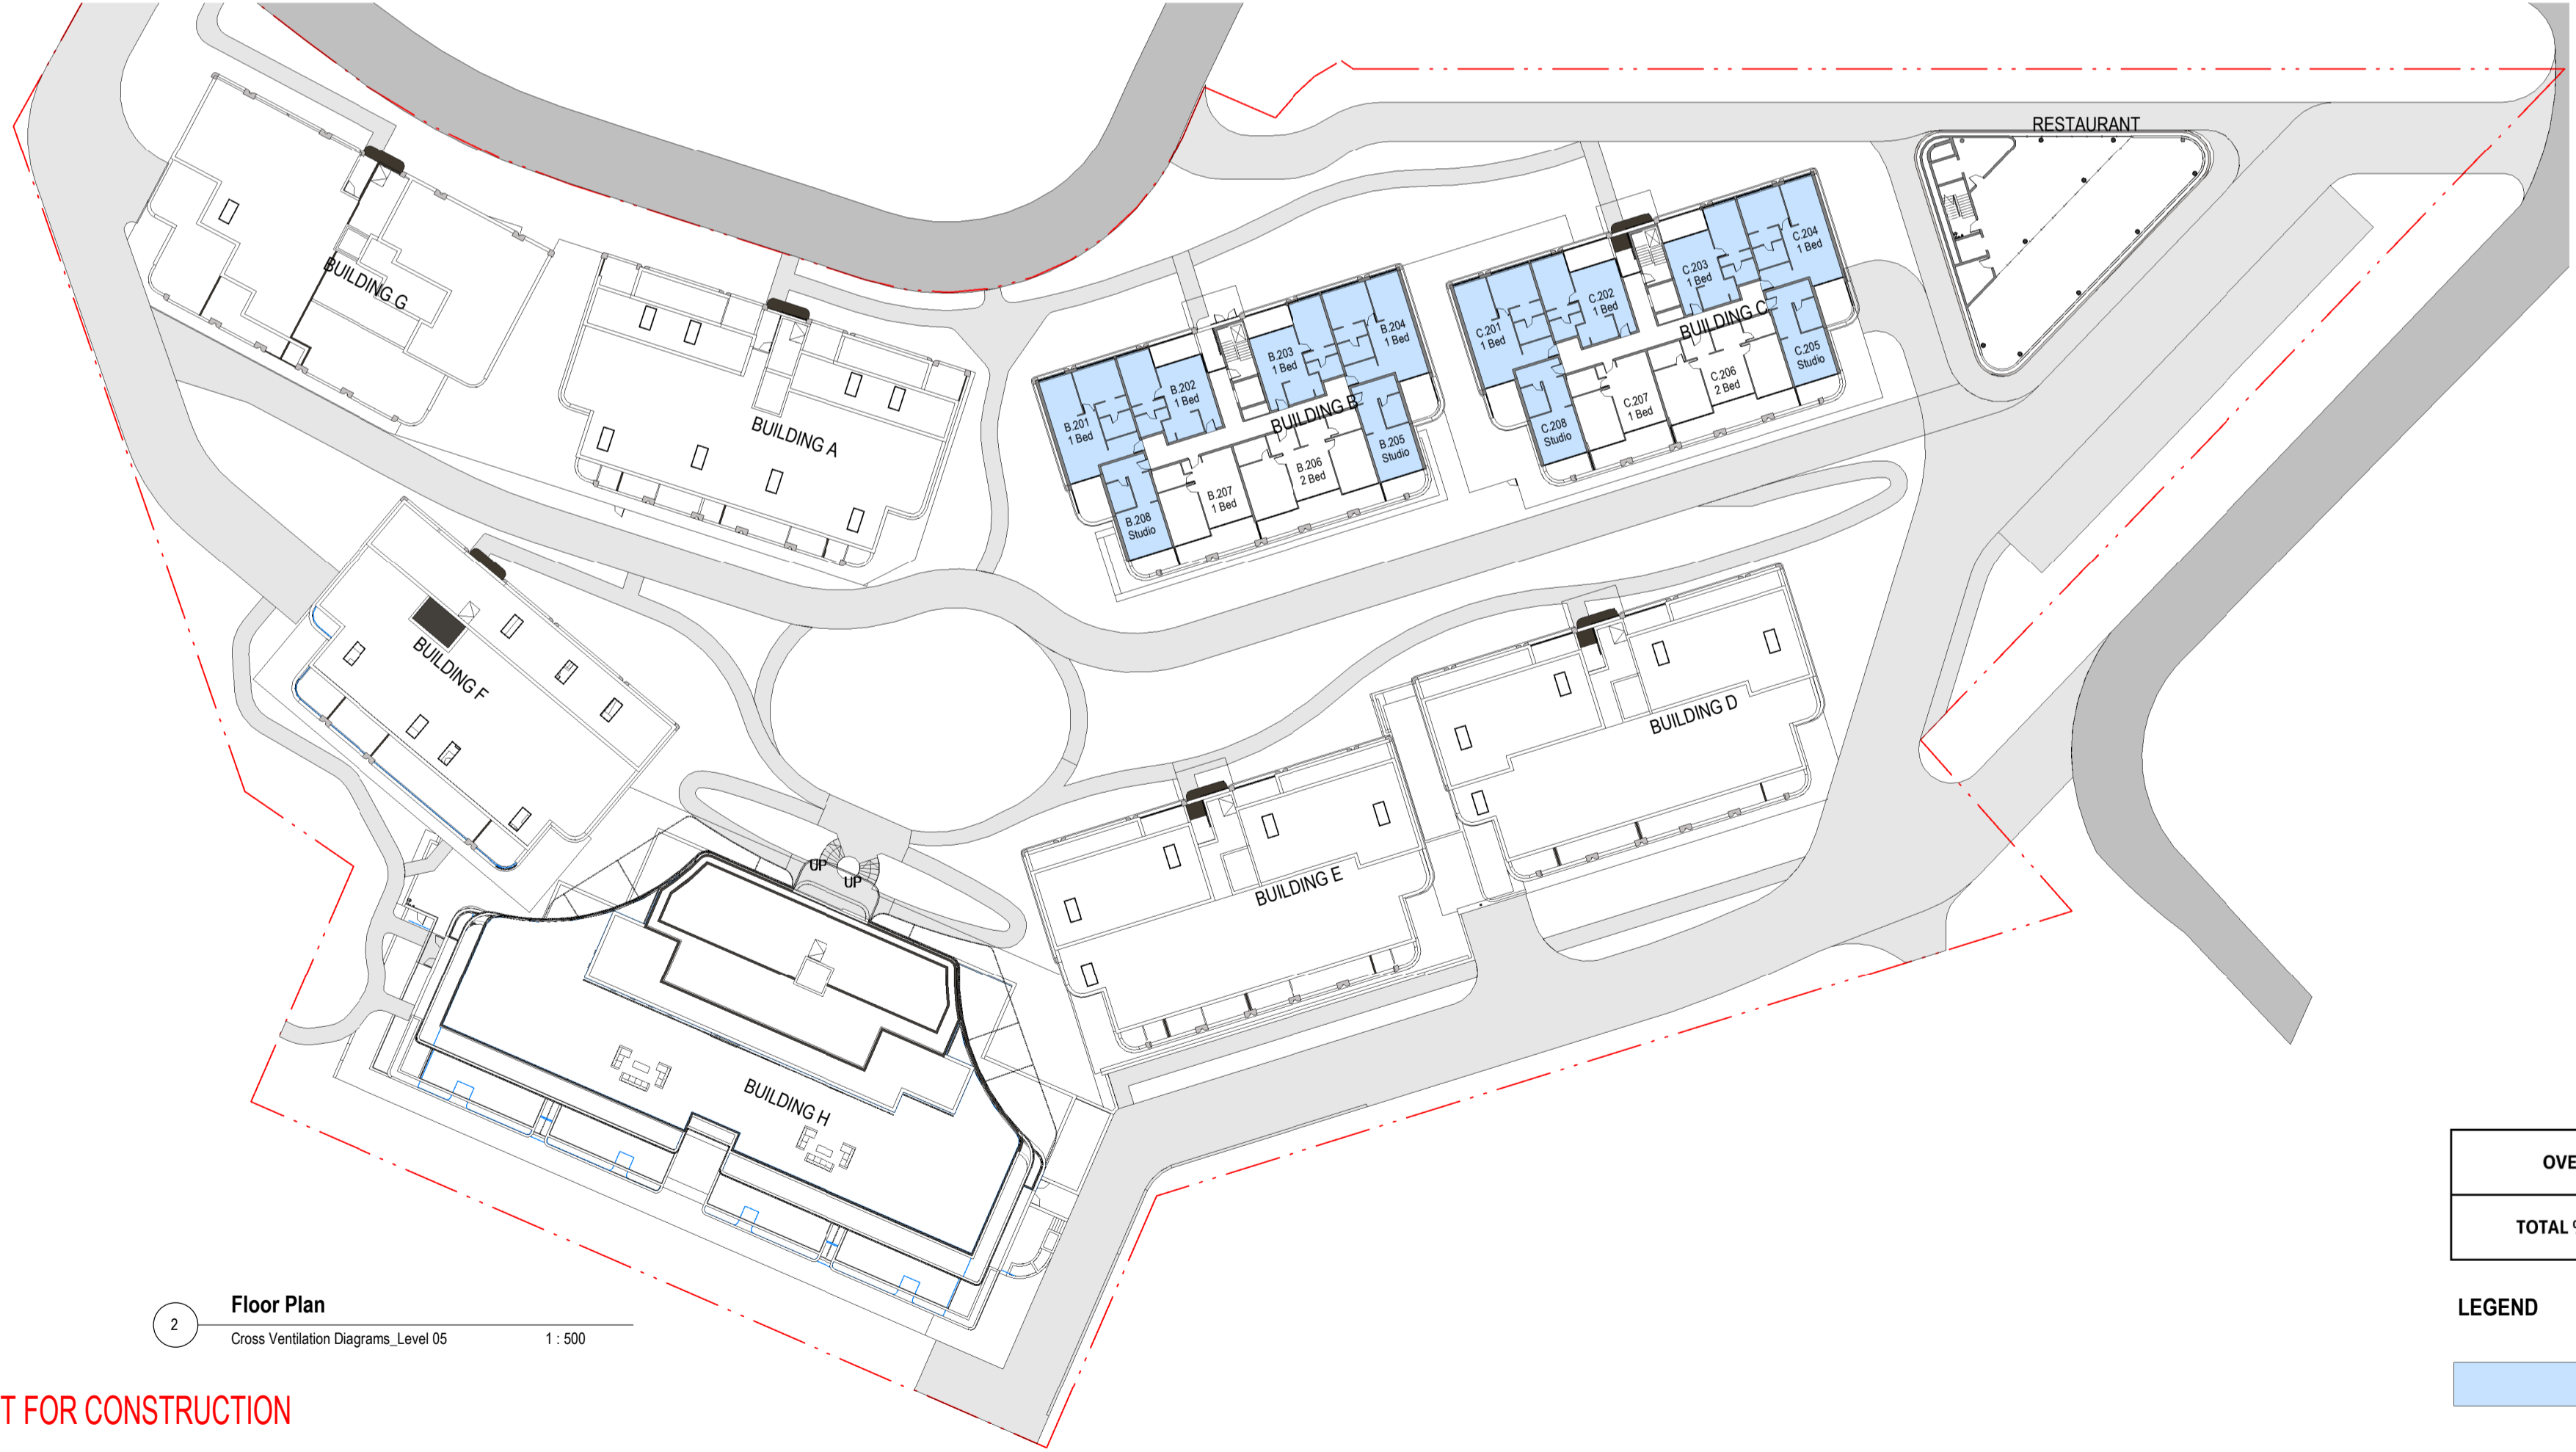 RESTAURANT
C.204
1 Bed
C.203
1 Bed
C.202
1 Bed
C.201
1 Bed
BUILDING C
C.205
Studio
C.206
2 Bed
C.207
1 Bed
C.208
Studio
BUILDING G
B.204
1 Bed
B.203
1 Bed
B.202
1 Bed
B.201
1 Bed
BUILDING B
B.205
Studio
B.206
2 Bed
B.207
1 Bed
B.208
Studio
BUILDING A
BUILDING F
BUILDING D
UP
UP
BUILDING E
BUILDING H
OVE
TOTAL
LEGEND
2
Floor Plan
Cross Ventilation Diagrams_Level 05
1 : 500
T FOR CONSTRUCTION